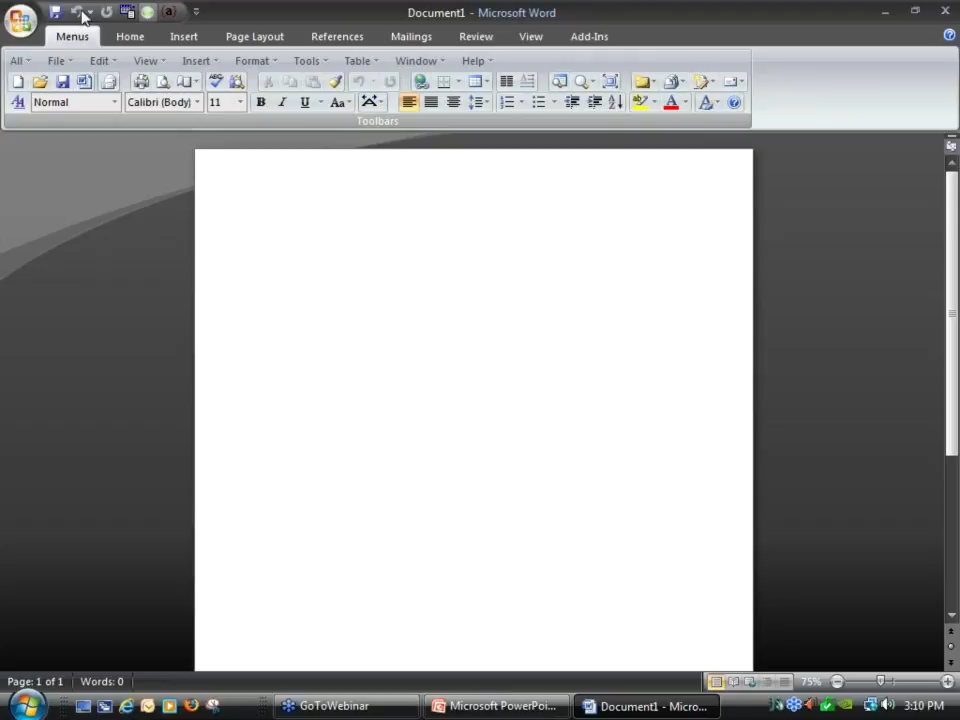 Document1 - Microsoft Word
Menus Home Insert Page Layout References Mailings Review View Add-Ins
All File Edit View Insert Format Tools Table Window Help
Normal Calibri (Body) 11 B I U Aa
Toolbars
Page: 1 of 1 Words: 0 75%
GoToWebinar Microsoft PowerPoi... Document1 - Micro... 3:10 PM